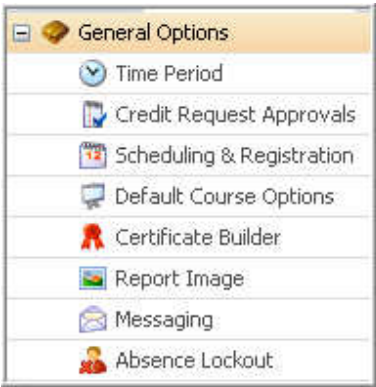 General Options
Time Period
Credit Request Approvals
12
Scheduling & Registration
Default Course Options
Certificate Builder
Report Image
Messaging
Absence Lockout